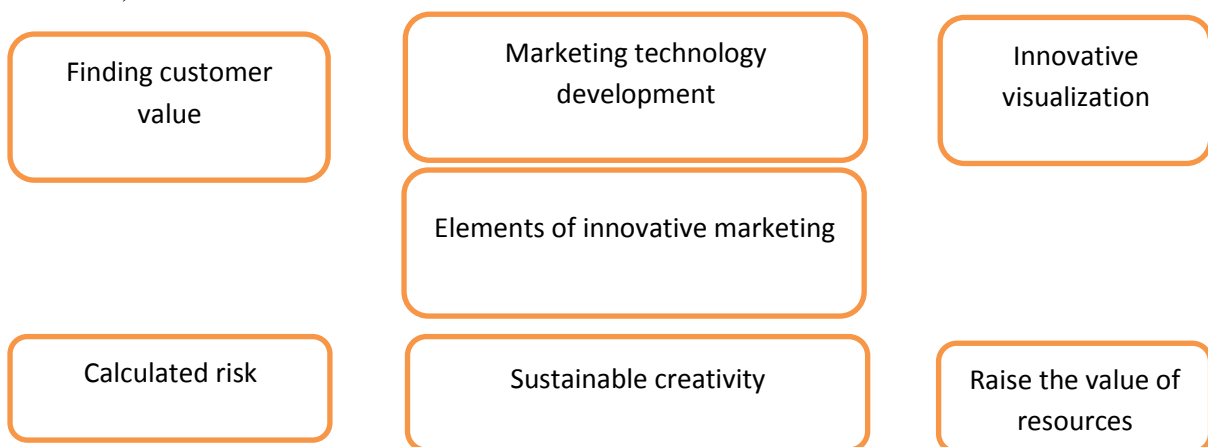 Finding customer
value
Marketing technology
development
Innovative
visualization
Elements of innovative marketing
Calculated risk
Sustainable creativity
Raise the value of
resources